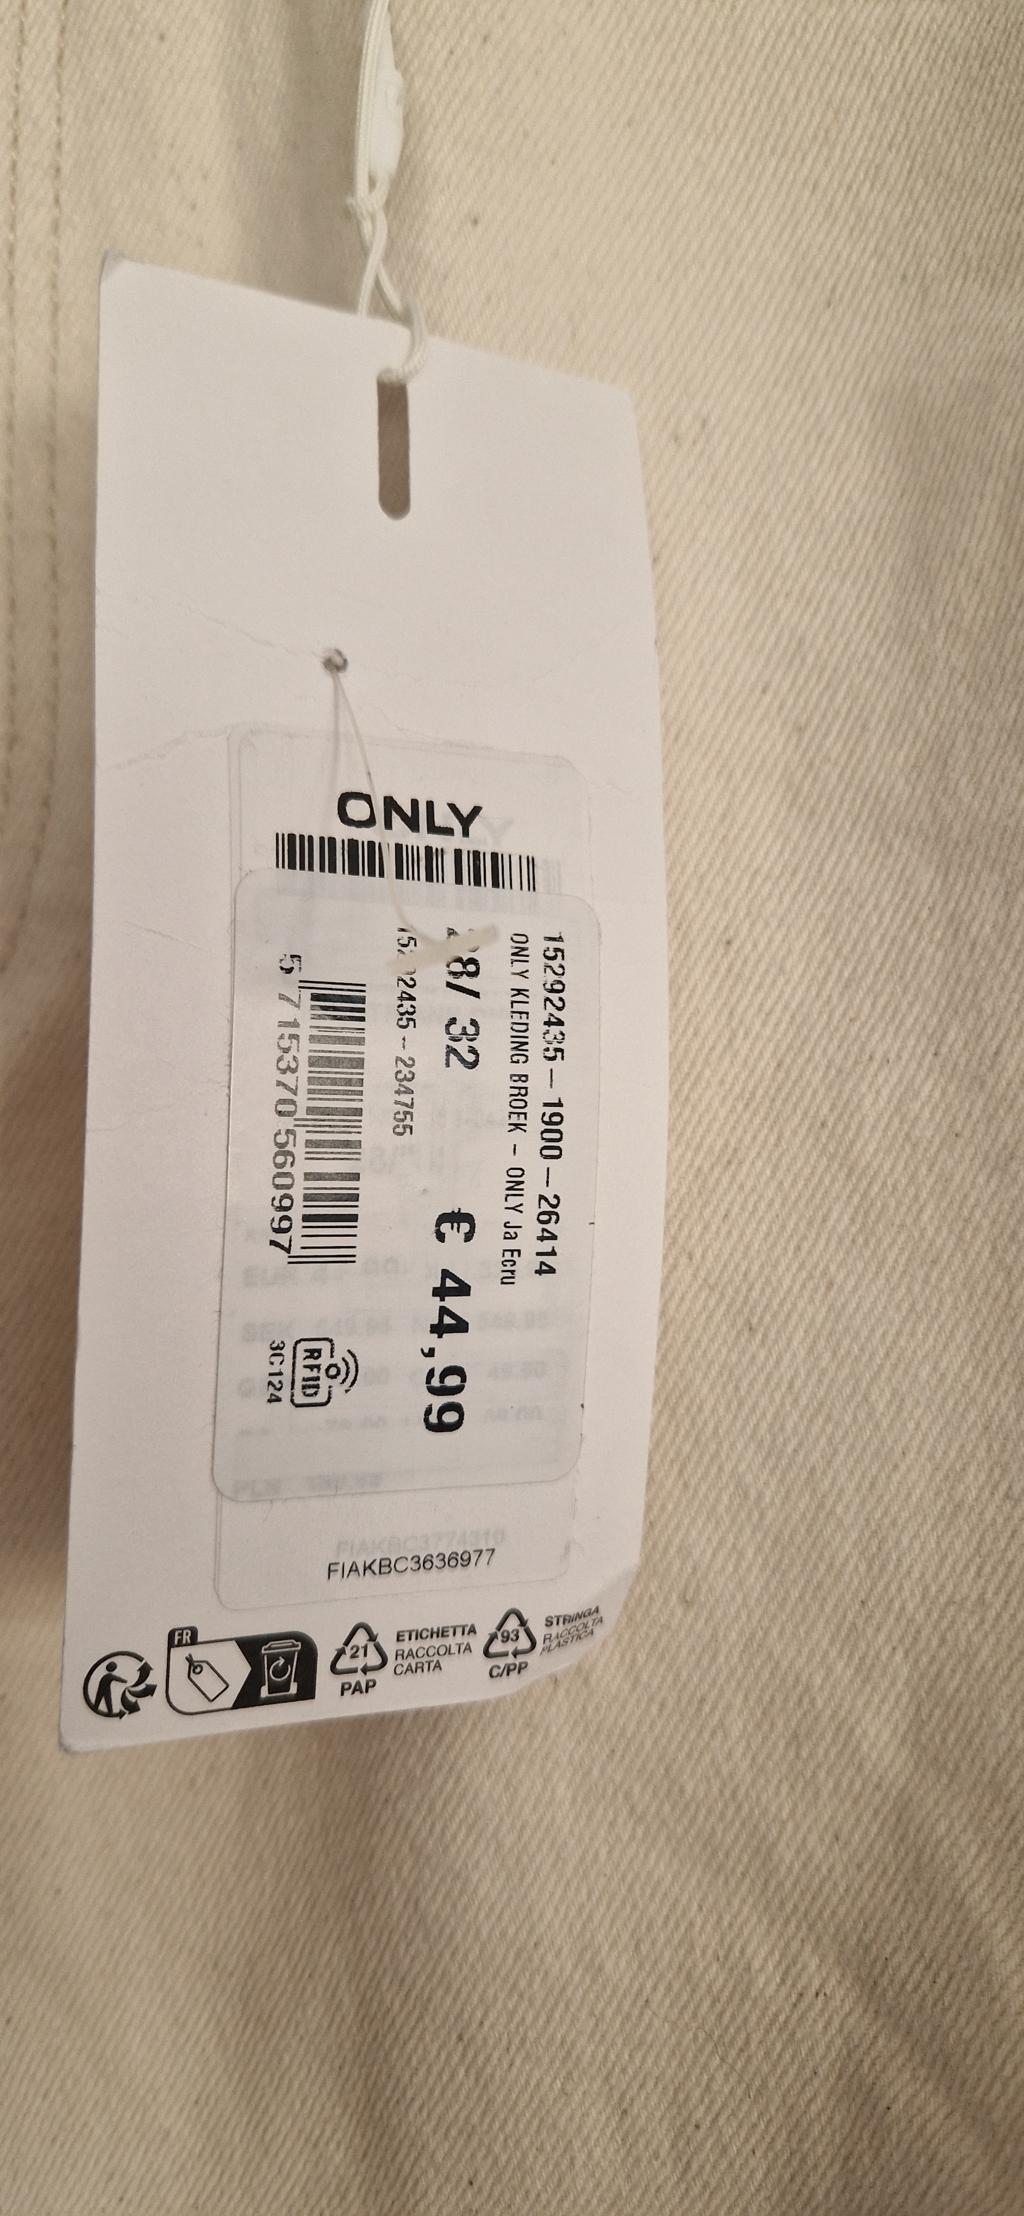 ONLY
15292435-1900-26414
ONLY KLEDING BROEK - ONLY Ja Ecru
8/ 32 € 44,99
2435 - 234755
5 715370 560997
RFID
3C124
FIAKBC3636977
FR
21
PAP
ETICHETTA
RACCOLTA
CARTA
93
C/PP
STRINGA
RACCOLTA
PLASTICA